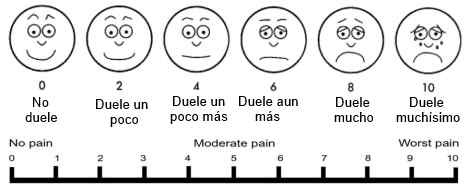 0 2 4 6 8 10
No duele
Duele un poco
Duele un poco más
Duele aun más
Duele mucho
Duele muchísimo
No pain Moderate pain Worst pain
0 1 2 3 4 5 6 7 8 9 10